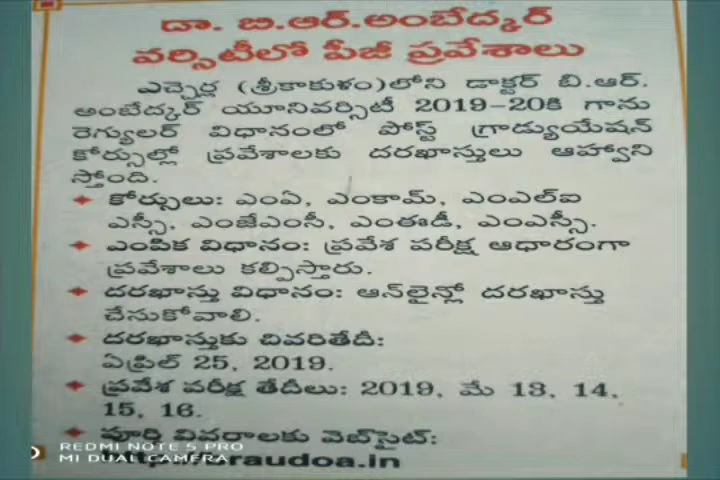 డా. బి.ఆర్.అంబేద్కర్
వర్సిటీలో పీజీ ప్రవేశాలు
ఎచ్చెర్ల (శ్రీకాకుళం)లోని డాక్టర్ బి.ఆర్.
అంబేద్కర్ యూనివర్సిటీ 2019-20కి గాను
రెగ్యులర్ విధానంలో పోస్ట్ గ్రాడ్యుయేషన్
కోర్సుల్లో ప్రవేశాలకు దరఖాస్తులు ఆహ్వాని
స్తోంది.
✦ కోర్సులు: ఎంఏ, ఎంకామ్, ఎంఎల్ఐ
ఎస్సీ, ఎంజేఎంసీ, ఎంఈడీ, ఎంఎస్సీ.
✦ ఎంపిక విధానం: ప్రవేశ పరీక్ష ఆధారంగా
ప్రవేశాలు కల్పిస్తారు.
✦ దరఖాస్తు విధానం: ఆన్‌లైన్లో దరఖాస్తు
చేసుకోవాలి.
✦ దరఖాస్తుకు చివరితేదీ:
ఏప్రిల్ 25, 2019.
✦ ప్రవేశ పరీక్ష తేదీలు: 2019, మే 13, 14,
15, 16.
✦ పూర్తి వివరాలకు వెబ్‌సైట్:
http://braudoa.in
REDMI NOTE 5 PRO
MI DUAL CAMERA